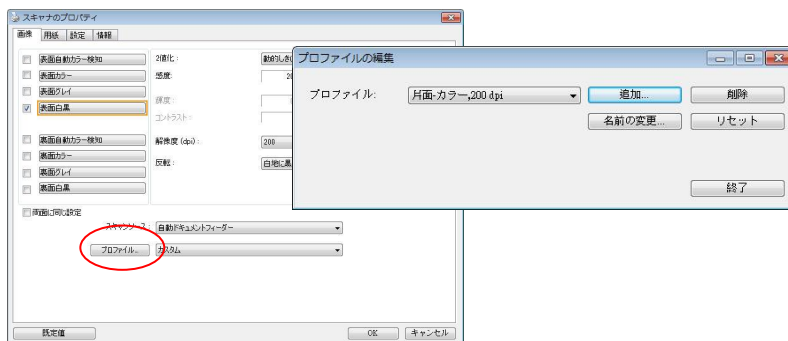 スキャナのプロパティ
画像 用紙 設定 情報
表面自動カラー検知
表面カラー
表面グレイ
表面白黒
裏面自動カラー検知
裏面カラー
裏面グレイ
裏面白黒
2値化:
感度: 20
輝度:
コントラスト:
解像度 (dpi): 200
反転: 白地に黒
両面に同じ設定
スキャンソース: 自動ドキュメントフィーダー
プロファイル... カスタム
既定値 OK キャンセル
プロファイルの編集
プロファイル: 片面-カラー,200 dpi 追加... 削除
名前の変更... リセット
終了